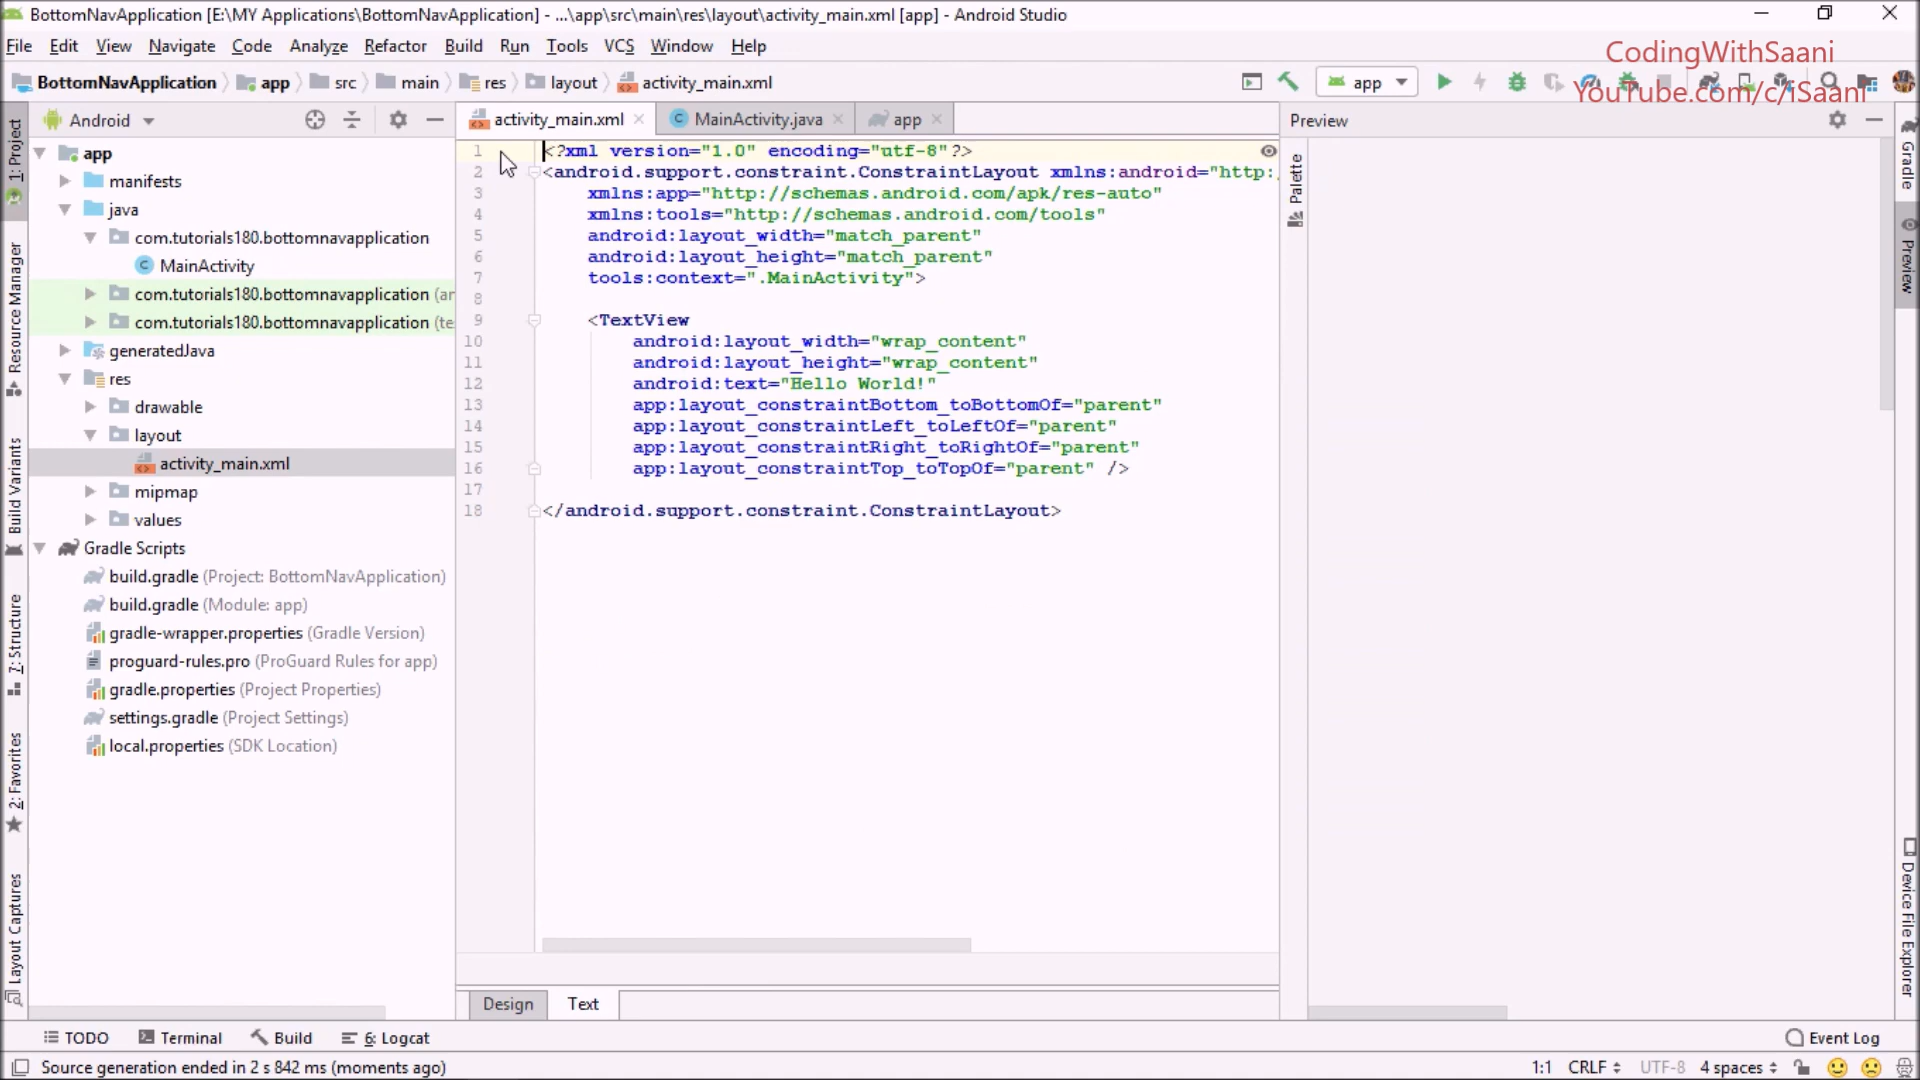 BottomNavApplication [E:\MY Applications\BottomNavApplication] - ...\app\src\main\res\layout\activity_main.xml [app] - Android Studio
File Edit View Navigate Code Analyze Refactor Build Run Tools VCS Window Help
CodingWithSaani
BottomNavApplication app src main res layout activity_main.xml app
YouTube.com/c/iSaani
Android
activity_main.xml MainActivity.java app
Preview
app
manifests
java
com.tutorials180.bottomnavapplication
MainActivity
com.tutorials180.bottomnavapplication (ar
com.tutorials180.bottomnavapplication (te
generatedJava
res
drawable
layout
activity_main.xml
mipmap
values
Gradle Scripts
build.gradle (Project: BottomNavApplication)
build.gradle (Module: app)
gradle-wrapper.properties (Gradle Version)
proguard-rules.pro (ProGuard Rules for app)
gradle.properties (Project Properties)
settings.gradle (Project Settings)
local.properties (SDK Location)
1 <?xml version="1.0" encoding="utf-8"?>
2 <android.support.constraint.ConstraintLayout xmlns:android="http:
3 xmlns:app="http://schemas.android.com/apk/res-auto"
4 xmlns:tools="http://schemas.android.com/tools"
5 android:layout_width="match_parent"
6 android:layout_height="match_parent"
7 tools:context=".MainActivity">
8
9 <TextView
10 android:layout_width="wrap_content"
11 android:layout_height="wrap_content"
12 android:text="Hello World!"
13 app:layout_constraintBottom_toBottomOf="parent"
14 app:layout_constraintLeft_toLeftOf="parent"
15 app:layout_constraintRight_toRightOf="parent"
16 app:layout_constraintTop_toTopOf="parent" />
17
18 </android.support.constraint.ConstraintLayout>
1: Project
Resource Manager
Build Variants
7: Structure
2: Favorites
Layout Captures
Palette
Gradle
Preview
Device File Explorer
Design Text
TODO Terminal Build 6: Logcat Event Log
Source generation ended in 2 s 842 ms (moments ago) 1:1 CRLF UTF-8 4 spaces